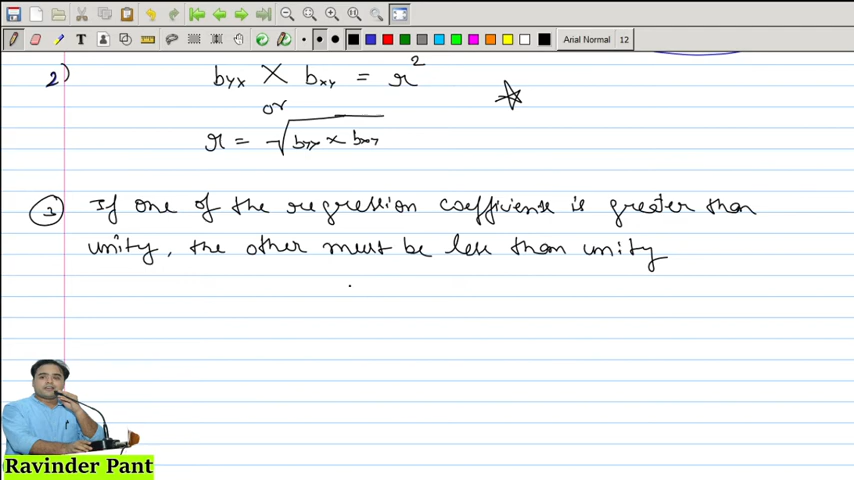 Arial Normal 12
2) byx × bxy = r²
or
r = √byx × bxy
3 If one of the regression coefficiense is greater than
unity, the other must be less than unity
Ravinder Pant